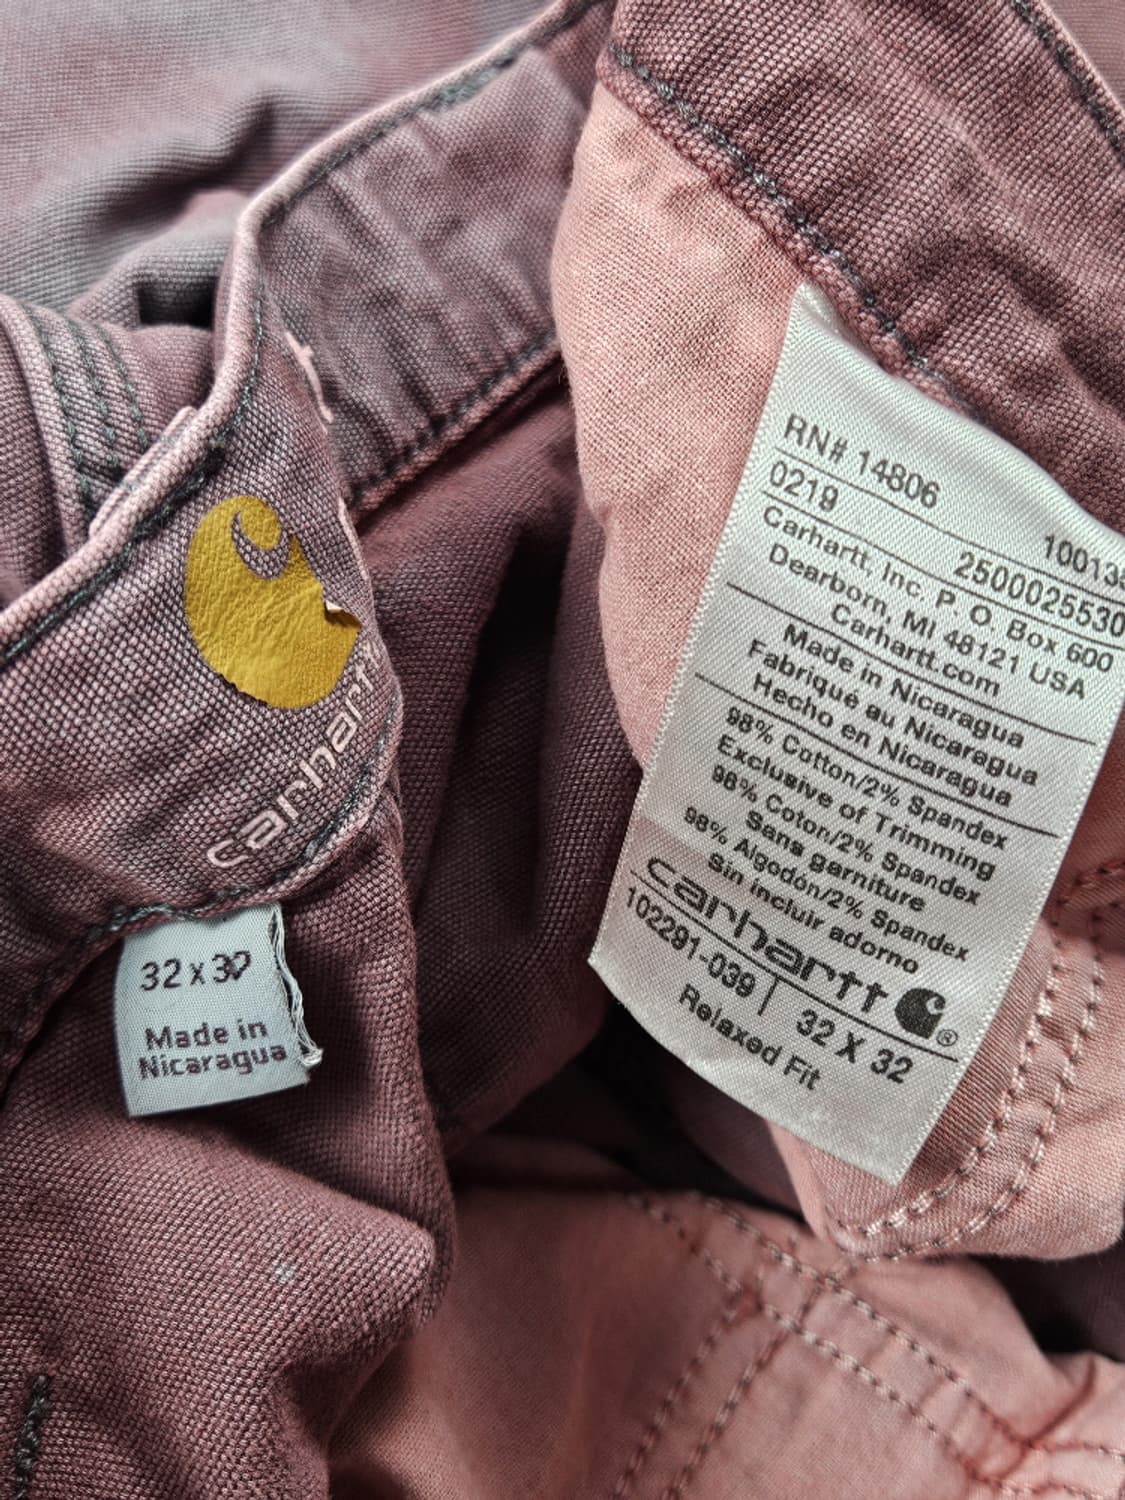 carhartt
32 x 32
Made in
Nicaragua
RN# 14806
0219
2500025530
Carhartt, Inc. P. O. Box 600
Dearborn, MI 48121 USA
Carhartt.com
Made in Nicaragua
Fabriqué au Nicaragua
Hecho en Nicaragua
98% Cotton/2% Spandex
Exclusive of Trimming
98% Coton/2% Spandex
Sans garniture
98% Algodón/2% Spandex
Sin incluir adorno
carhartt ®
102291-039 | 32 X 32
Relaxed Fit